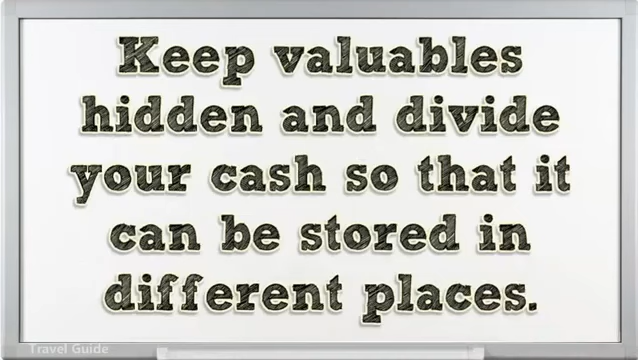 Keep valuables
hidden and divide
your cash so that it
can be stored in
different places.
Travel Guide